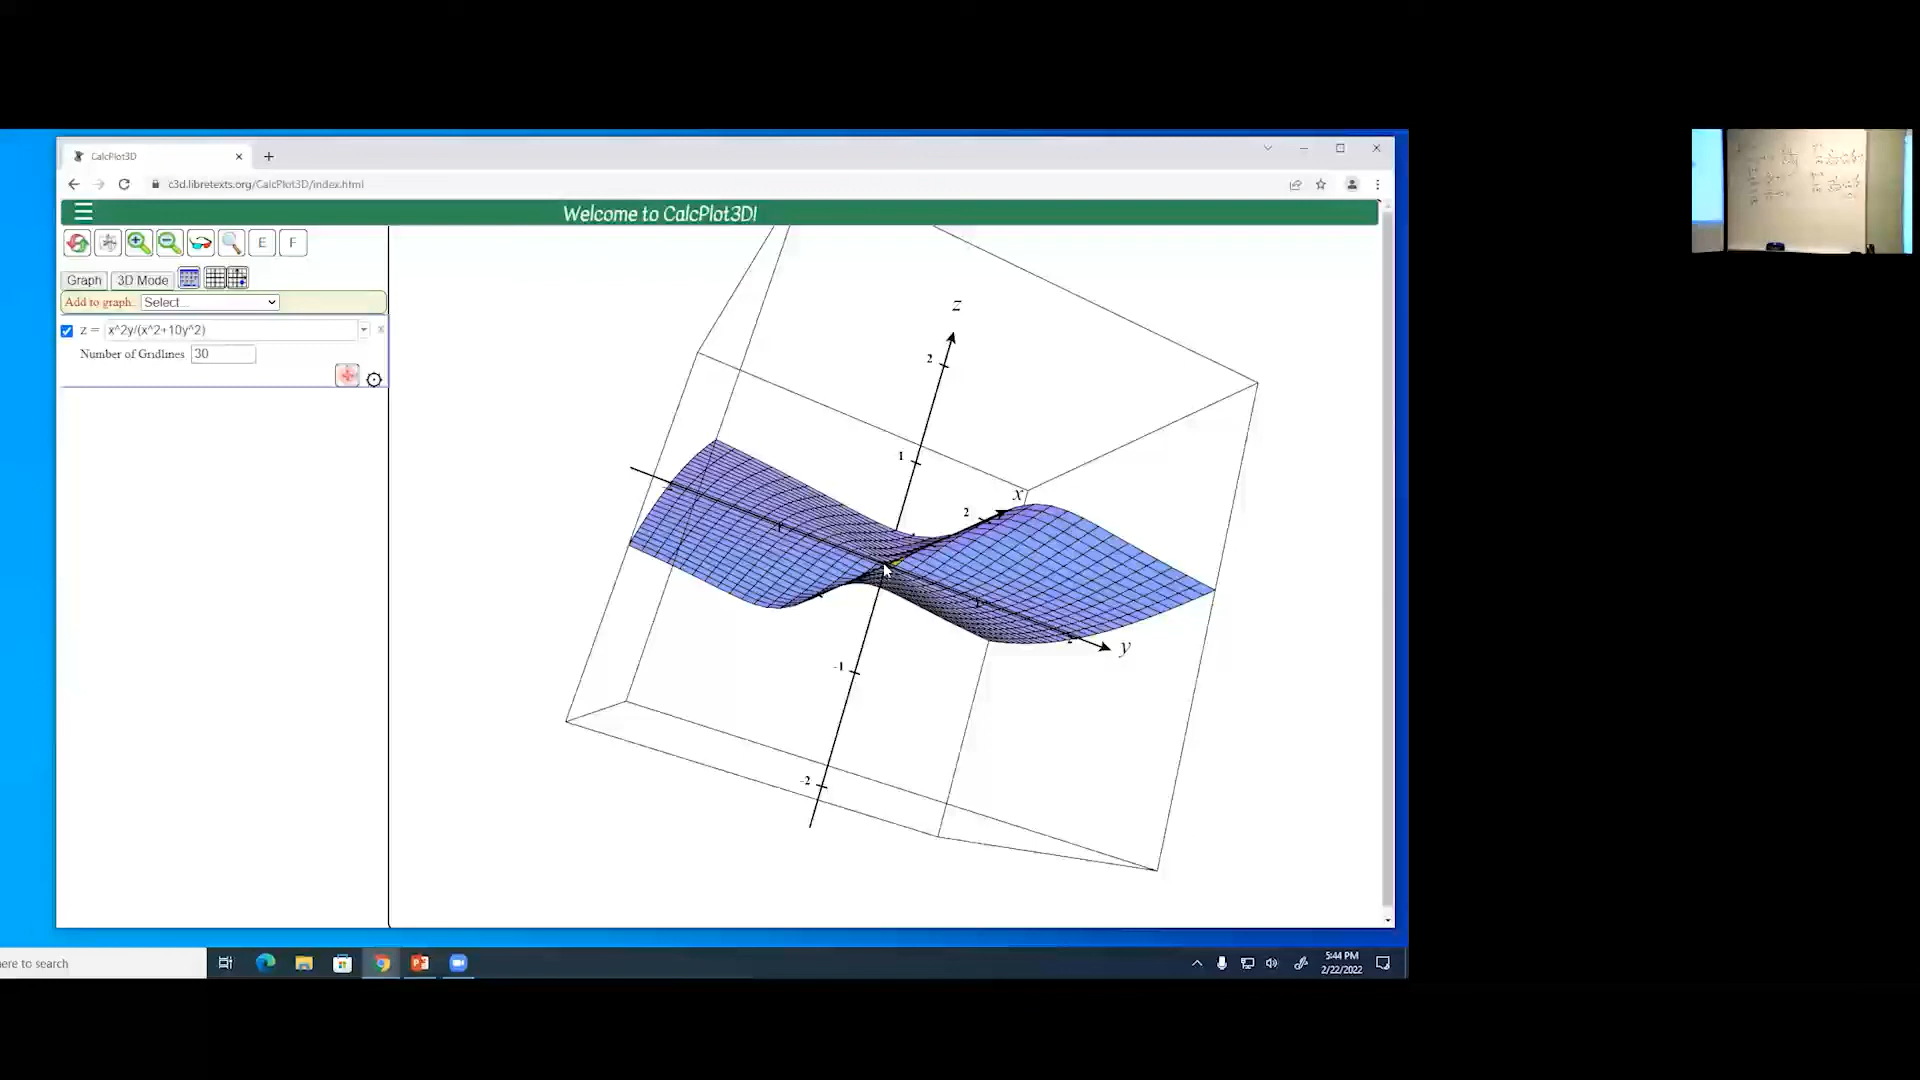 CalcPlot3D
c3d.libretexts.org/CalcPlot3D/index.html
Welcome to CalcPlot3D!
E F
Graph 3D Mode
Add to graph: Select...
z = x^2y/(x^2+10y^2)
Number of Gridlines 30
z
2
1
x
2
y
-1
-2
ere to search
5:44 PM
2/22/2022